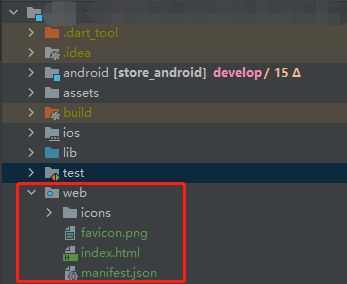 .dart_tool
.idea
android [store_android] develop / 15 Δ
assets
build
ios
lib
test
web
icons
favicon.png
index.html
manifest.json